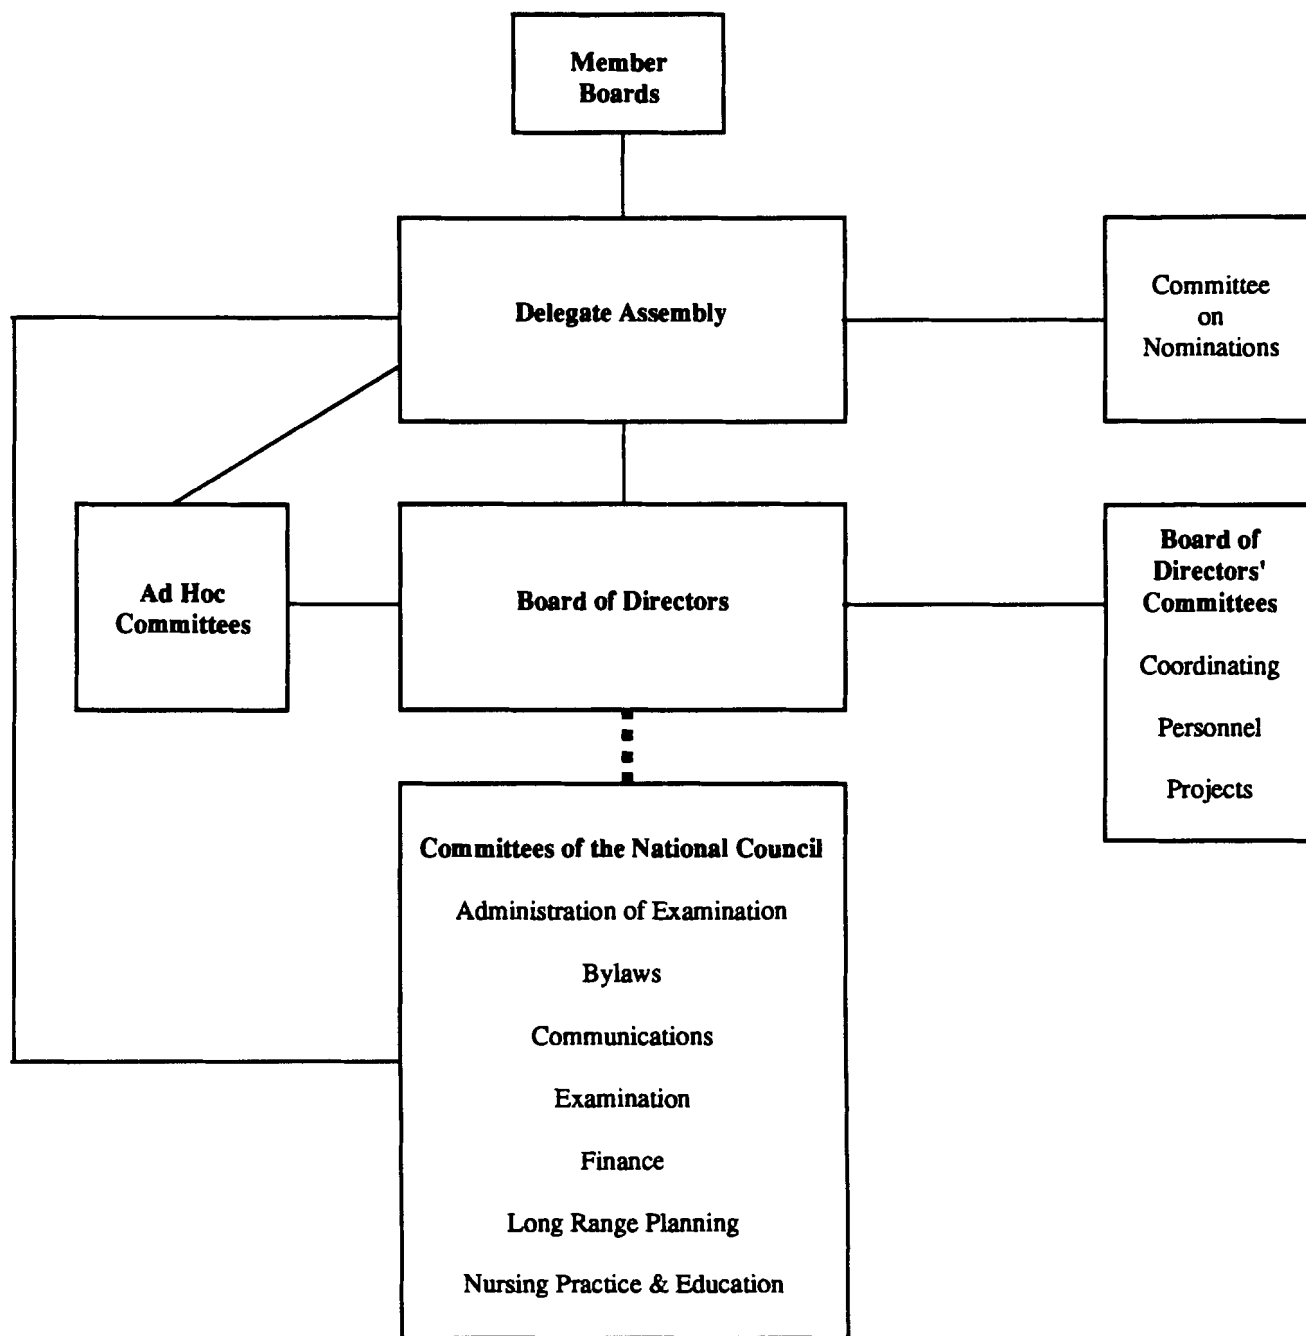 Member
Boards
Delegate Assembly
Committee
on
Nominations
Ad Hoc
Committees
Board of Directors
Board of
Directors'
Committees
Coordinating
Personnel
Projects
Committees of the National Council
Administration of Examination
Bylaws
Communications
Examination
Finance
Long Range Planning
Nursing Practice & Education